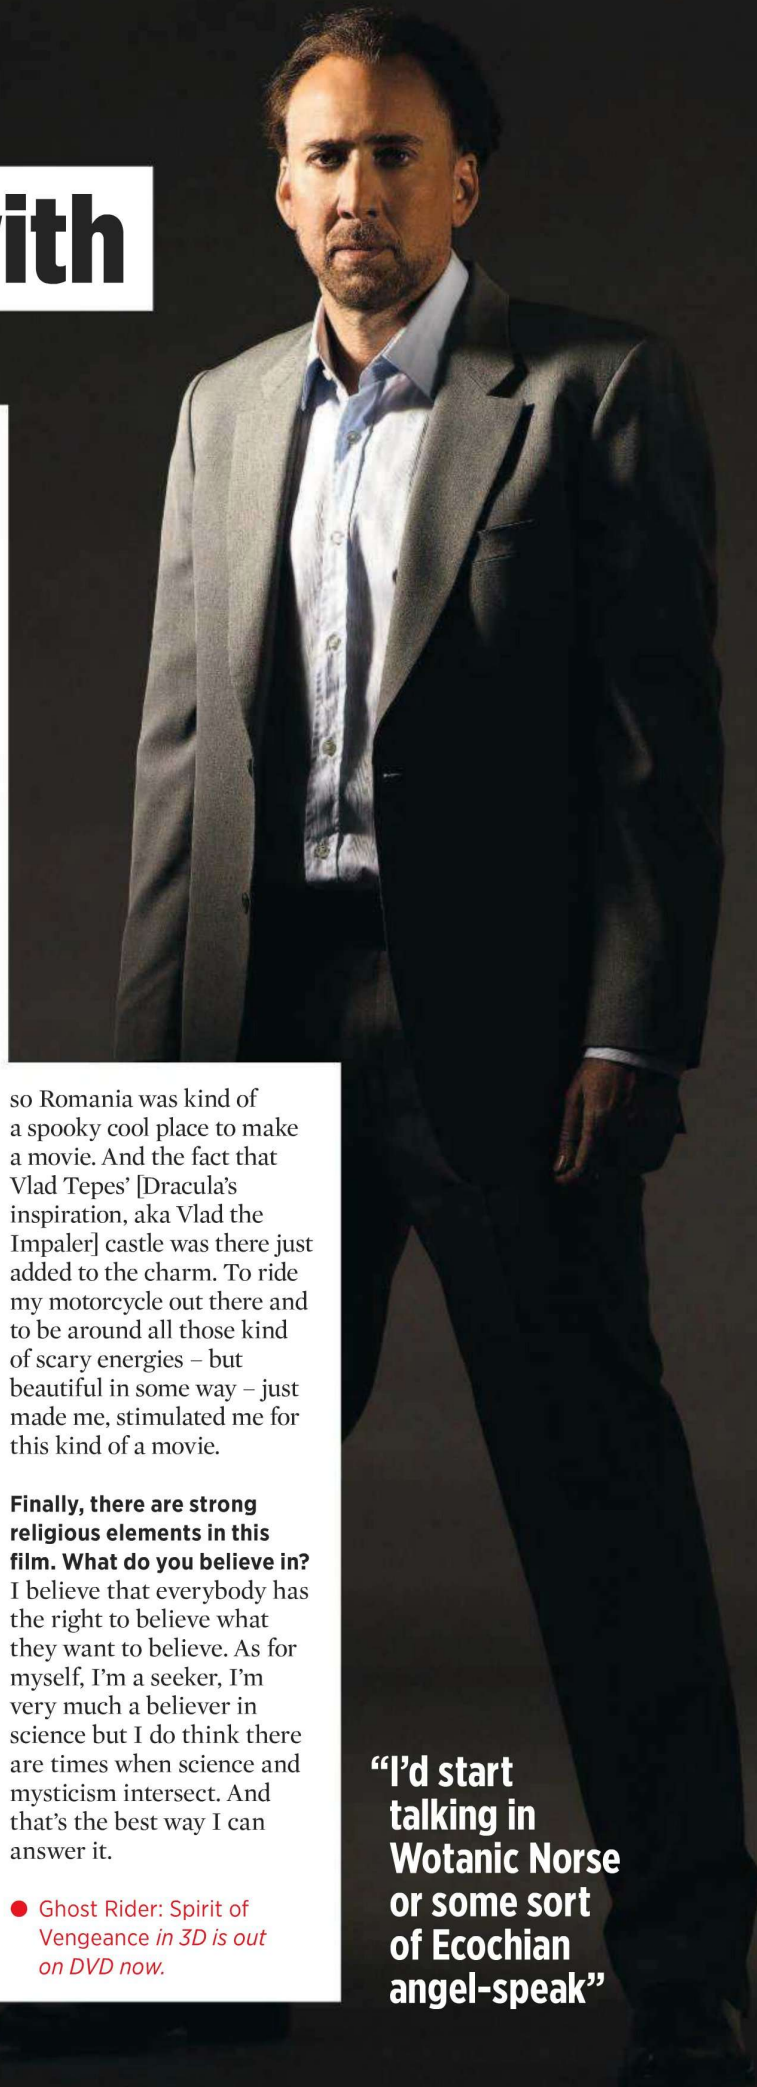 ith
so Romania was kind of
a spooky cool place to make
a movie. And the fact that
Vlad Tepes’ [Dracula’s
inspiration, aka Vlad the
Impaler] castle was there just
added to the charm. To ride
my motorcycle out there and
to be around all those kind
of scary energies – but
beautiful in some way – just
made me, stimulated me for
this kind of a movie.
Finally, there are strong
religious elements in this
film. What do you believe in?
I believe that everybody has
the right to believe what
they want to believe. As for
myself, I’m a seeker, I’m
very much a believer in
science but I do think there
are times when science and
mysticism intersect. And
that’s the best way I can
answer it.
● Ghost Rider: Spirit of
Vengeance in 3D is out
on DVD now.
“I’d start
talking in
Wotanic Norse
or some sort
of Ecochian
angel-speak”